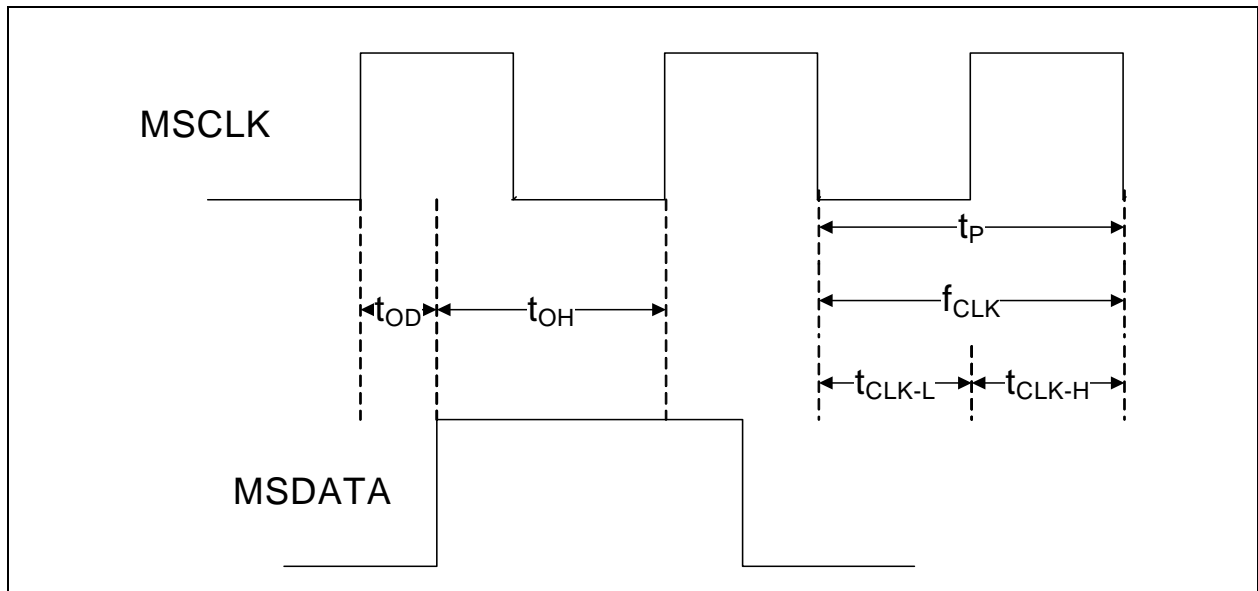 MSCLK
tP
fCLK
tOD tOH
tCLK-L tCLK-H
MSDATA